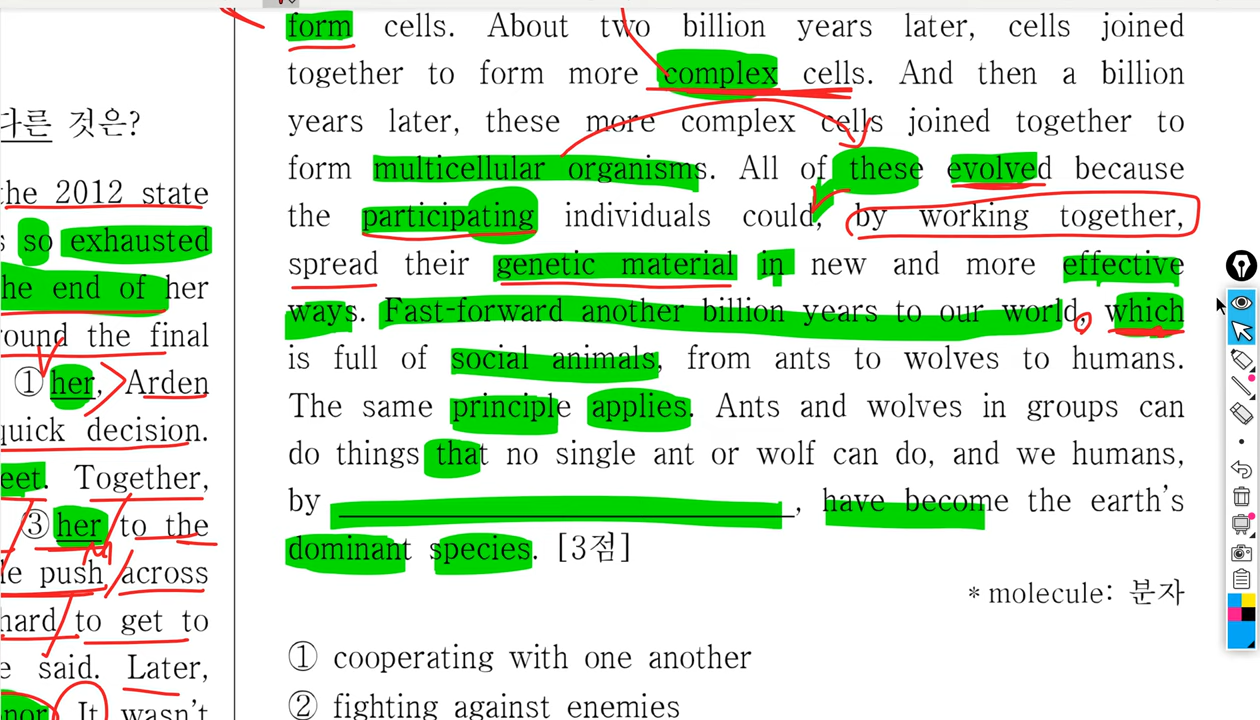 다른 것은?
the 2012 state
so exhausted
the end of her
round the final
① her, Arden
quick decision.
eet. Together,
③ her to the
le push across
hard to get to
e said. Later,
nor. It wasn't
form cells. About two billion years later, cells joined
together to form more complex cells. And then a billion
years later, these more complex cells joined together to
form multicellular organisms. All of these evolved because
the participating individuals could, by working together,
spread their genetic material in new and more effective
ways. Fast-forward another billion years to our world, which
is full of social animals, from ants to wolves to humans.
The same principle applies. Ants and wolves in groups can
do things that no single ant or wolf can do, and we humans,
by ____________________, have become the earth's
dominant species. [3점]
* molecule: 분자
① cooperating with one another
② fighting against enemies